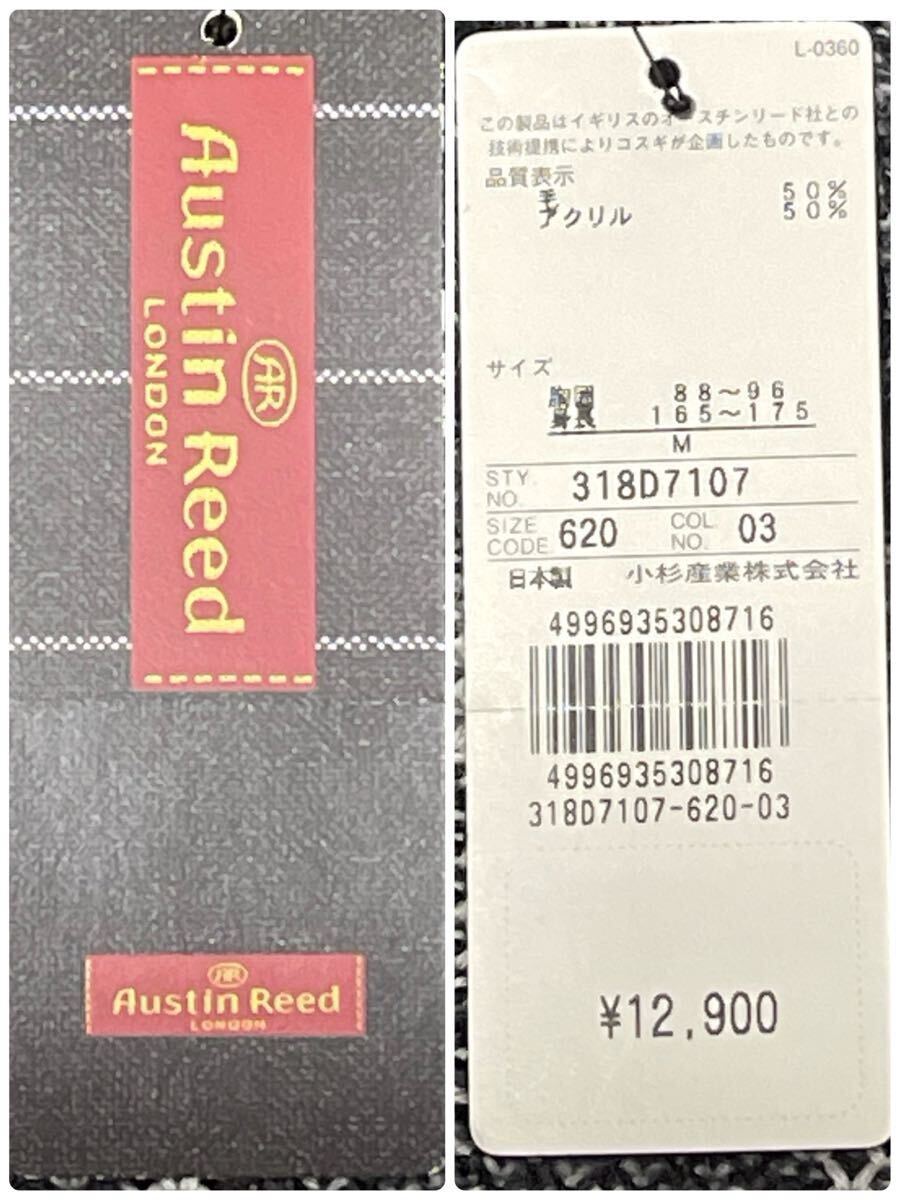 Austin Reed
LONDON
AR
AR
Austin Reed
LONDON
L-0360
この製品はイギリスのオースチンリード社との
技術提携によりコスギが企画したものです。
品質表示
毛 50%
アクリル 50%
サイズ
胸囲 88～96
身長 165～175
M
STY. NO. 318D7107
SIZE CODE 620 COL NO. 03
日本製 小杉産業株式会社
4996935308716
4996935308716
318D7107-620-03
¥12,900